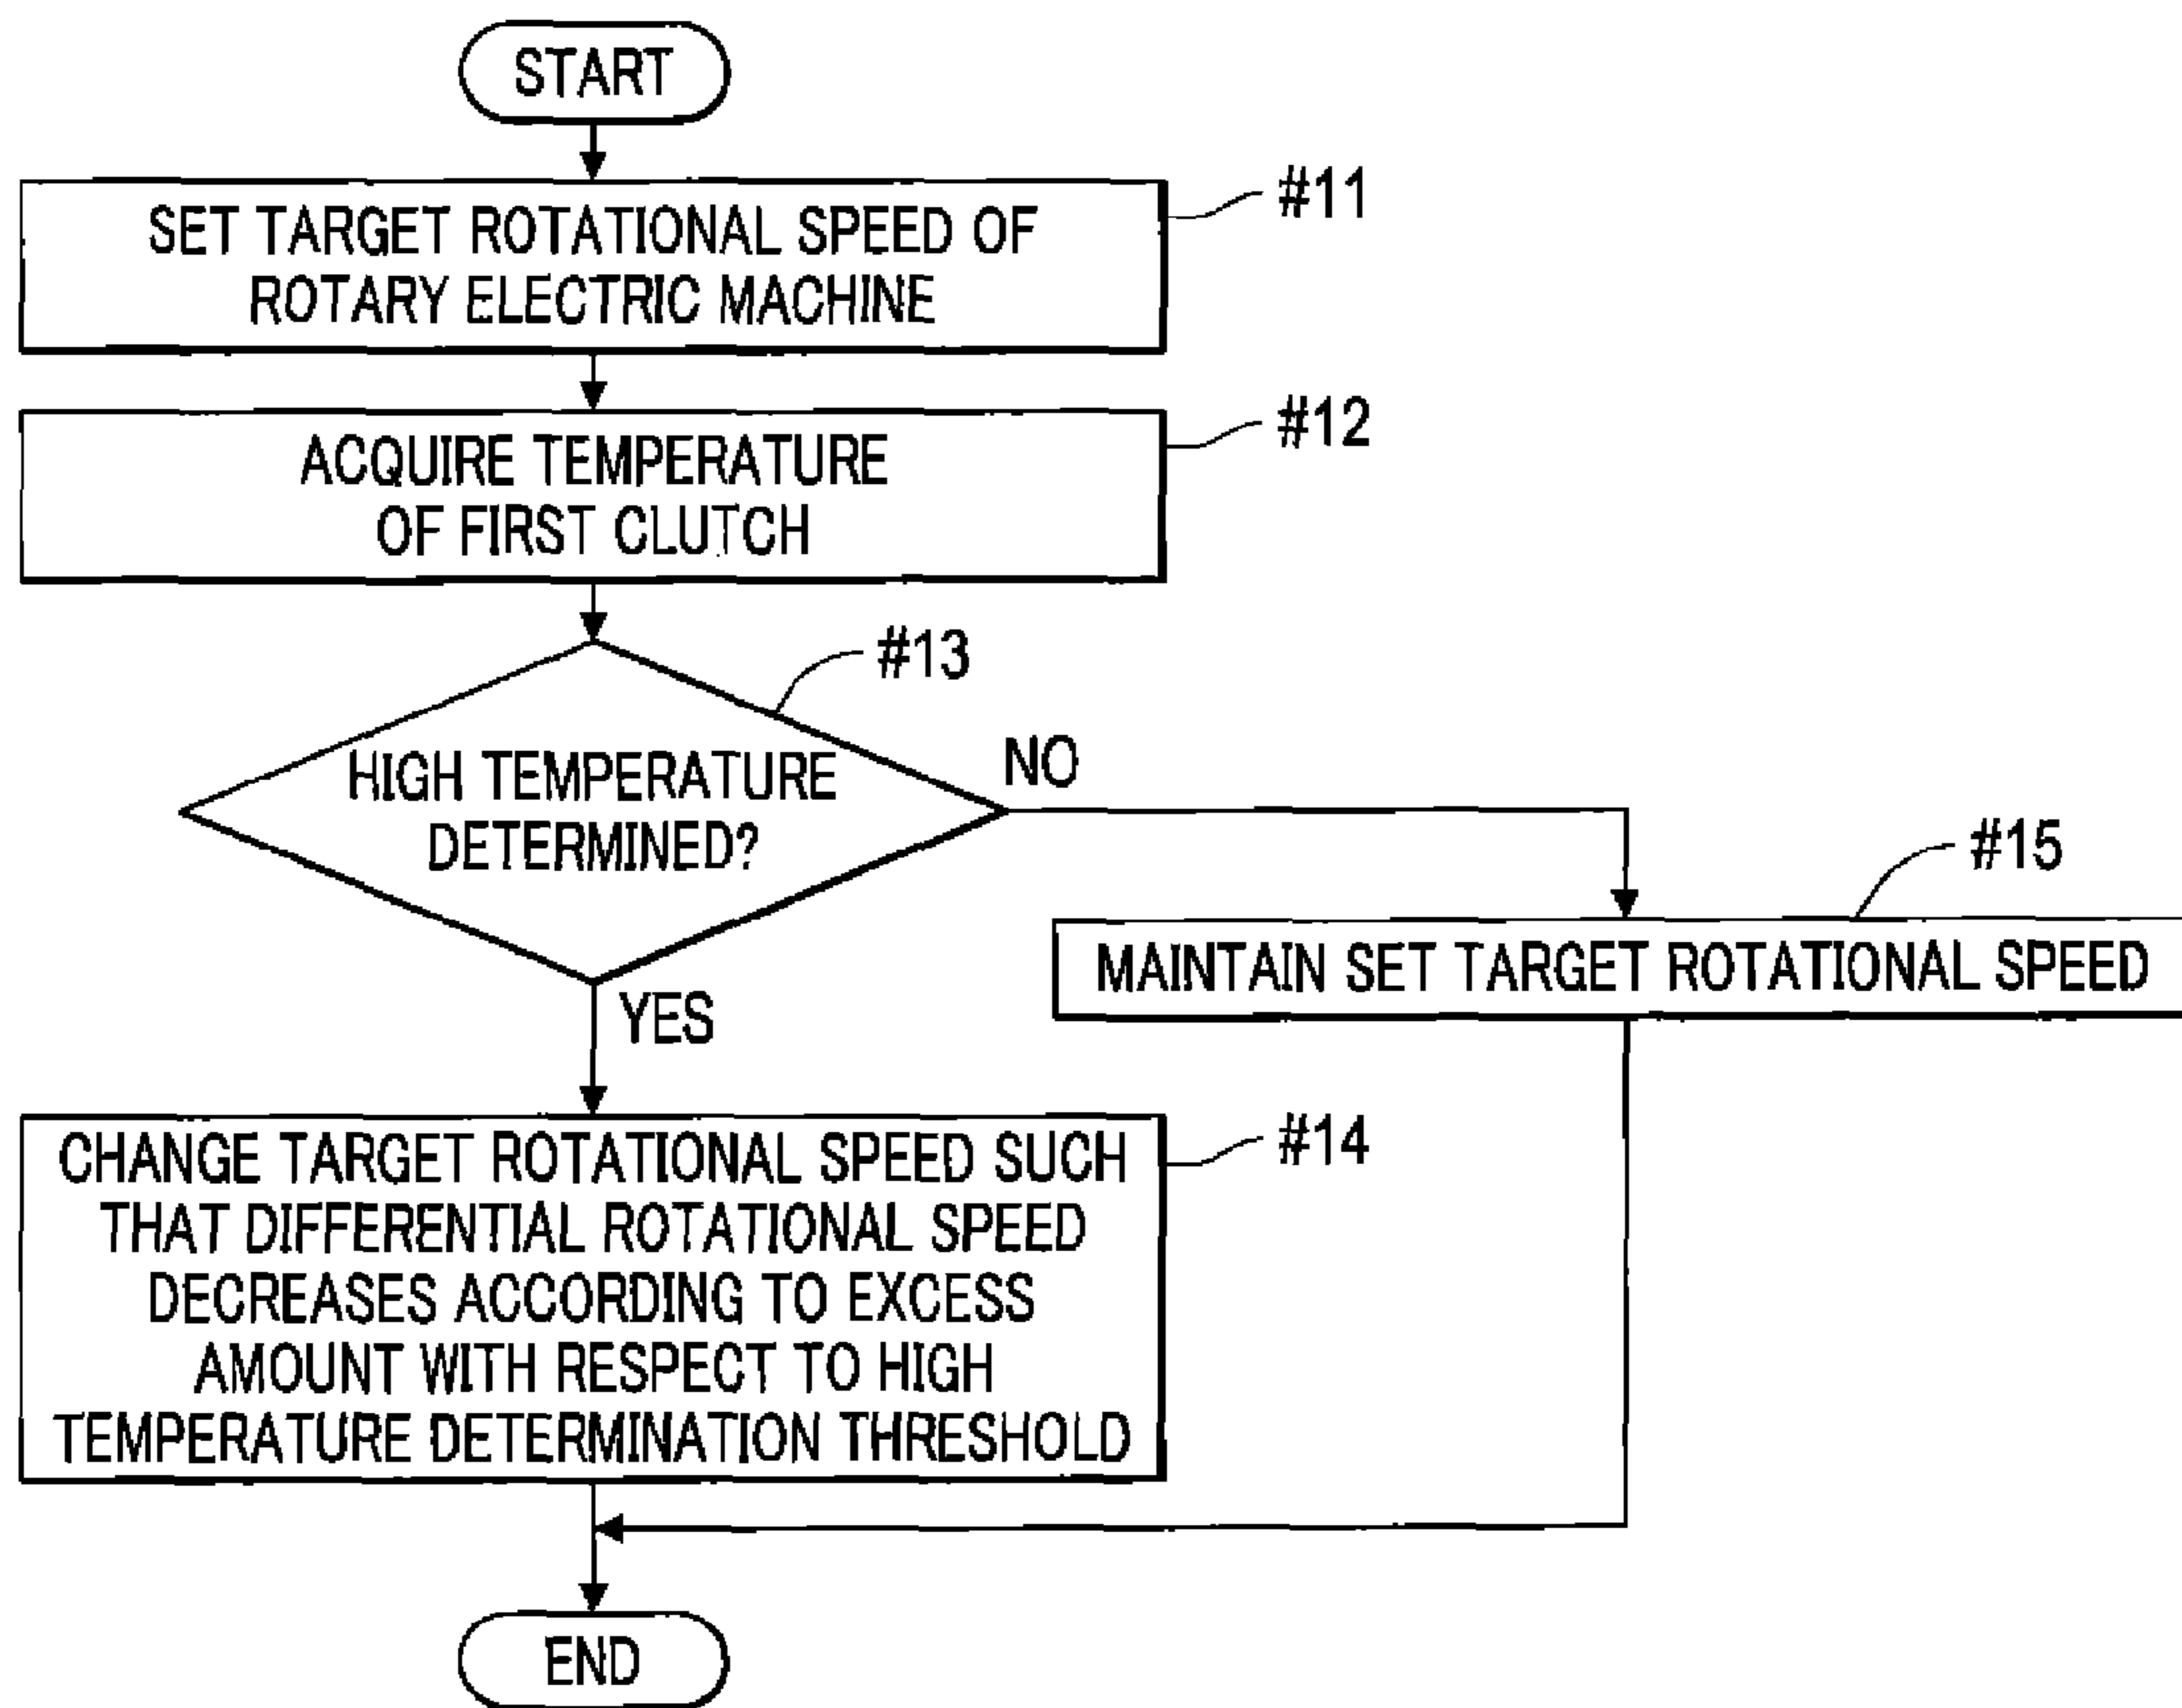 START
#11
SET TARGET ROTATIONAL SPEED OF
ROTARY ELECTRIC MACHINE
#12
ACQUIRE TEMPERATURE
OF FIRST CLUTCH
#13
HIGH TEMPERATURE
DETERMINED?
NO
#15
MAINTAIN SET TARGET ROTATIONAL SPEED
YES
#14
CHANGE TARGET ROTATIONAL SPEED SUCH
THAT DIFFERENTIAL ROTATIONAL SPEED
DECREASES ACCORDING TO EXCESS
AMOUNT WITH RESPECT TO HIGH
TEMPERATURE DETERMINATION THRESHOLD
END